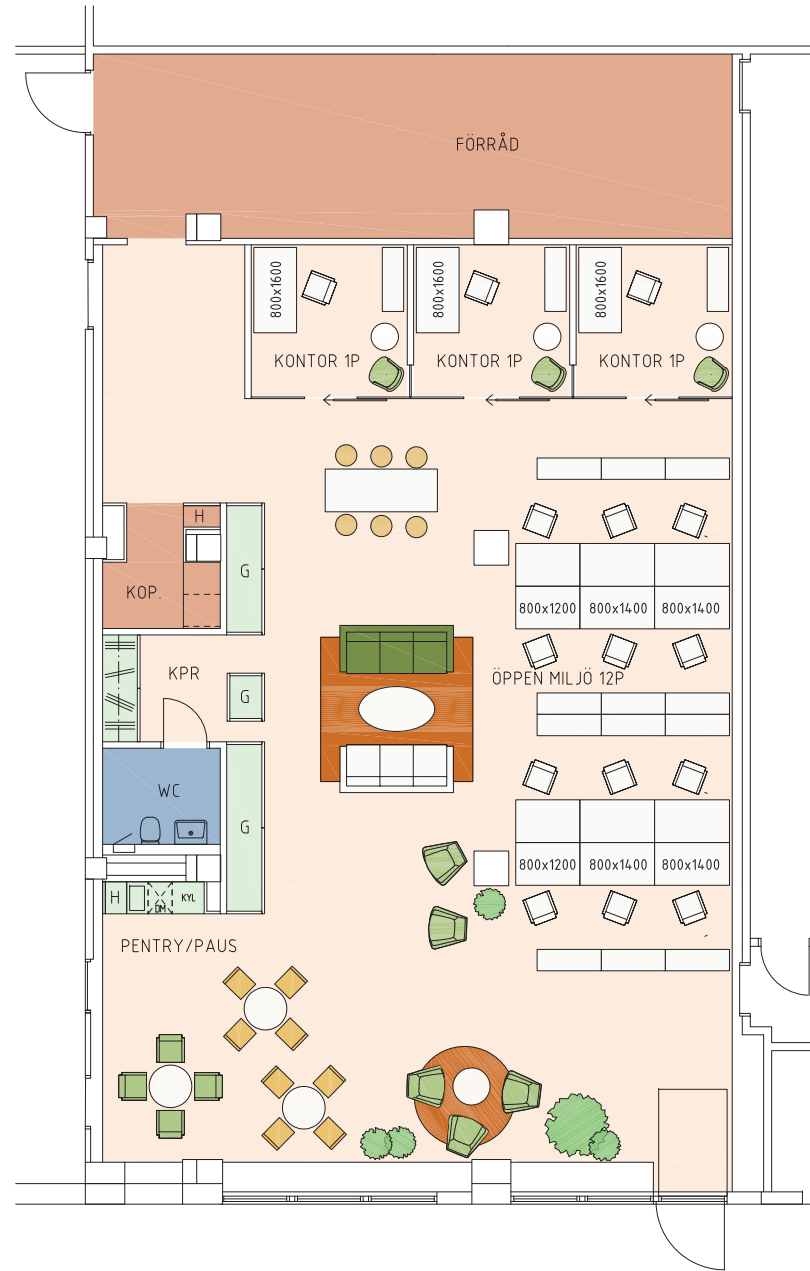 FÖRRÅD
800x1600
800x1600
800x1600
KONTOR 1P
KONTOR 1P
KONTOR 1P
H
G
KOP.
800x1200
800x1400
800x1400
KPR
ÖPPEN MILJÖ 12P
G
WC
G
800x1200
800x1400
800x1400
H
DM
KYL
PENTRY/PAUS